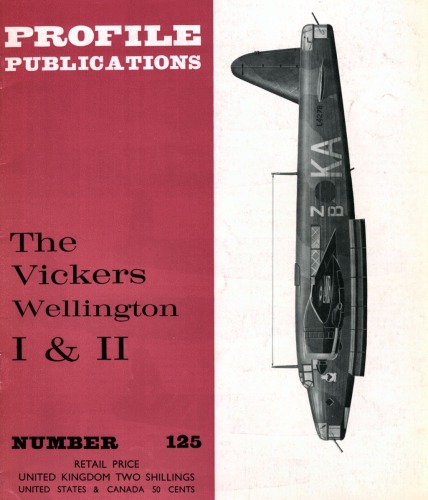 PROFILE
PUBLICATIONS
The
Vickers
Wellington
I & II
NUMBER 125
RETAIL PRICE
UNITED KINGDOM TWO SHILLINGS
UNITED STATES & CANADA 50 CENTS
KA
B
N